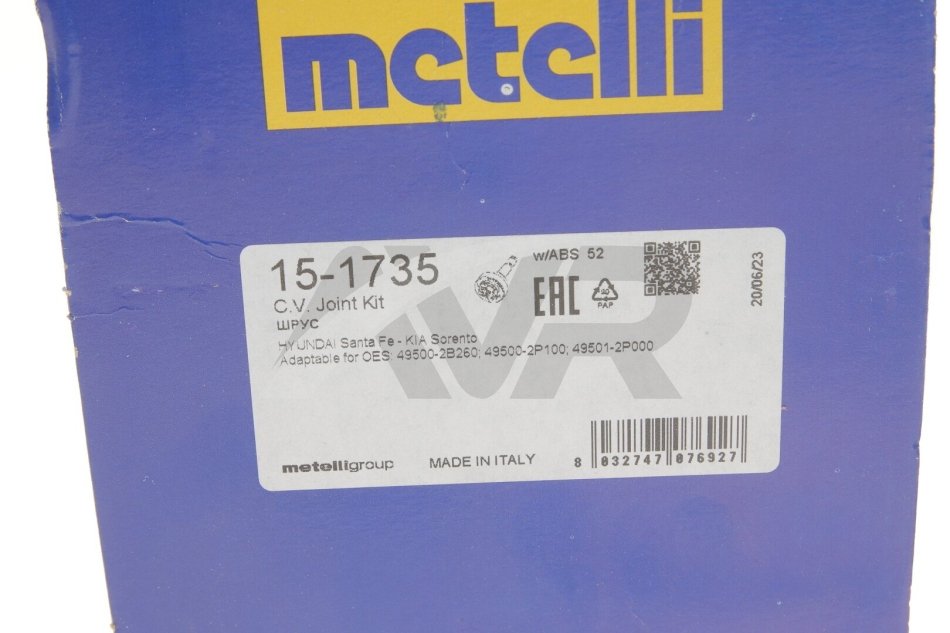 metelli
15-1735
C.V. Joint Kit
ШРУС
HYUNDAI Santa Fe - KIA Sorento
Adaptable for OES: 49500-2B260; 49500-2P100; 49501-2P000
w/ABS 52
EAC
PAP
20/06/23
metelligroup
MADE IN ITALY
8 032747 076927